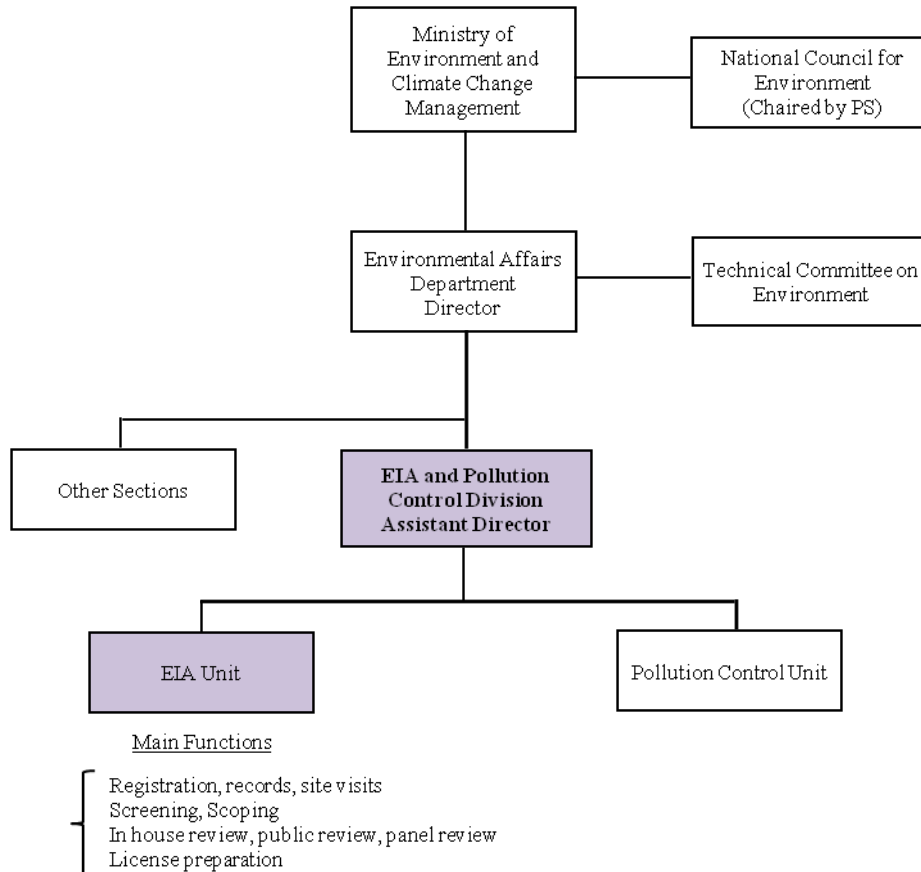 Ministry of
Environment and
Climate Change
Management
National Council for
Environment
(Chaired by PS)
Environmental Affairs
Department
Director
Technical Committee on
Environment
Other Sections
EIA and Pollution
Control Division
Assistant Director
EIA Unit
Pollution Control Unit
Main Functions
Registration, records, site visits
Screening, Scoping
In house review, public review, panel review
License preparation